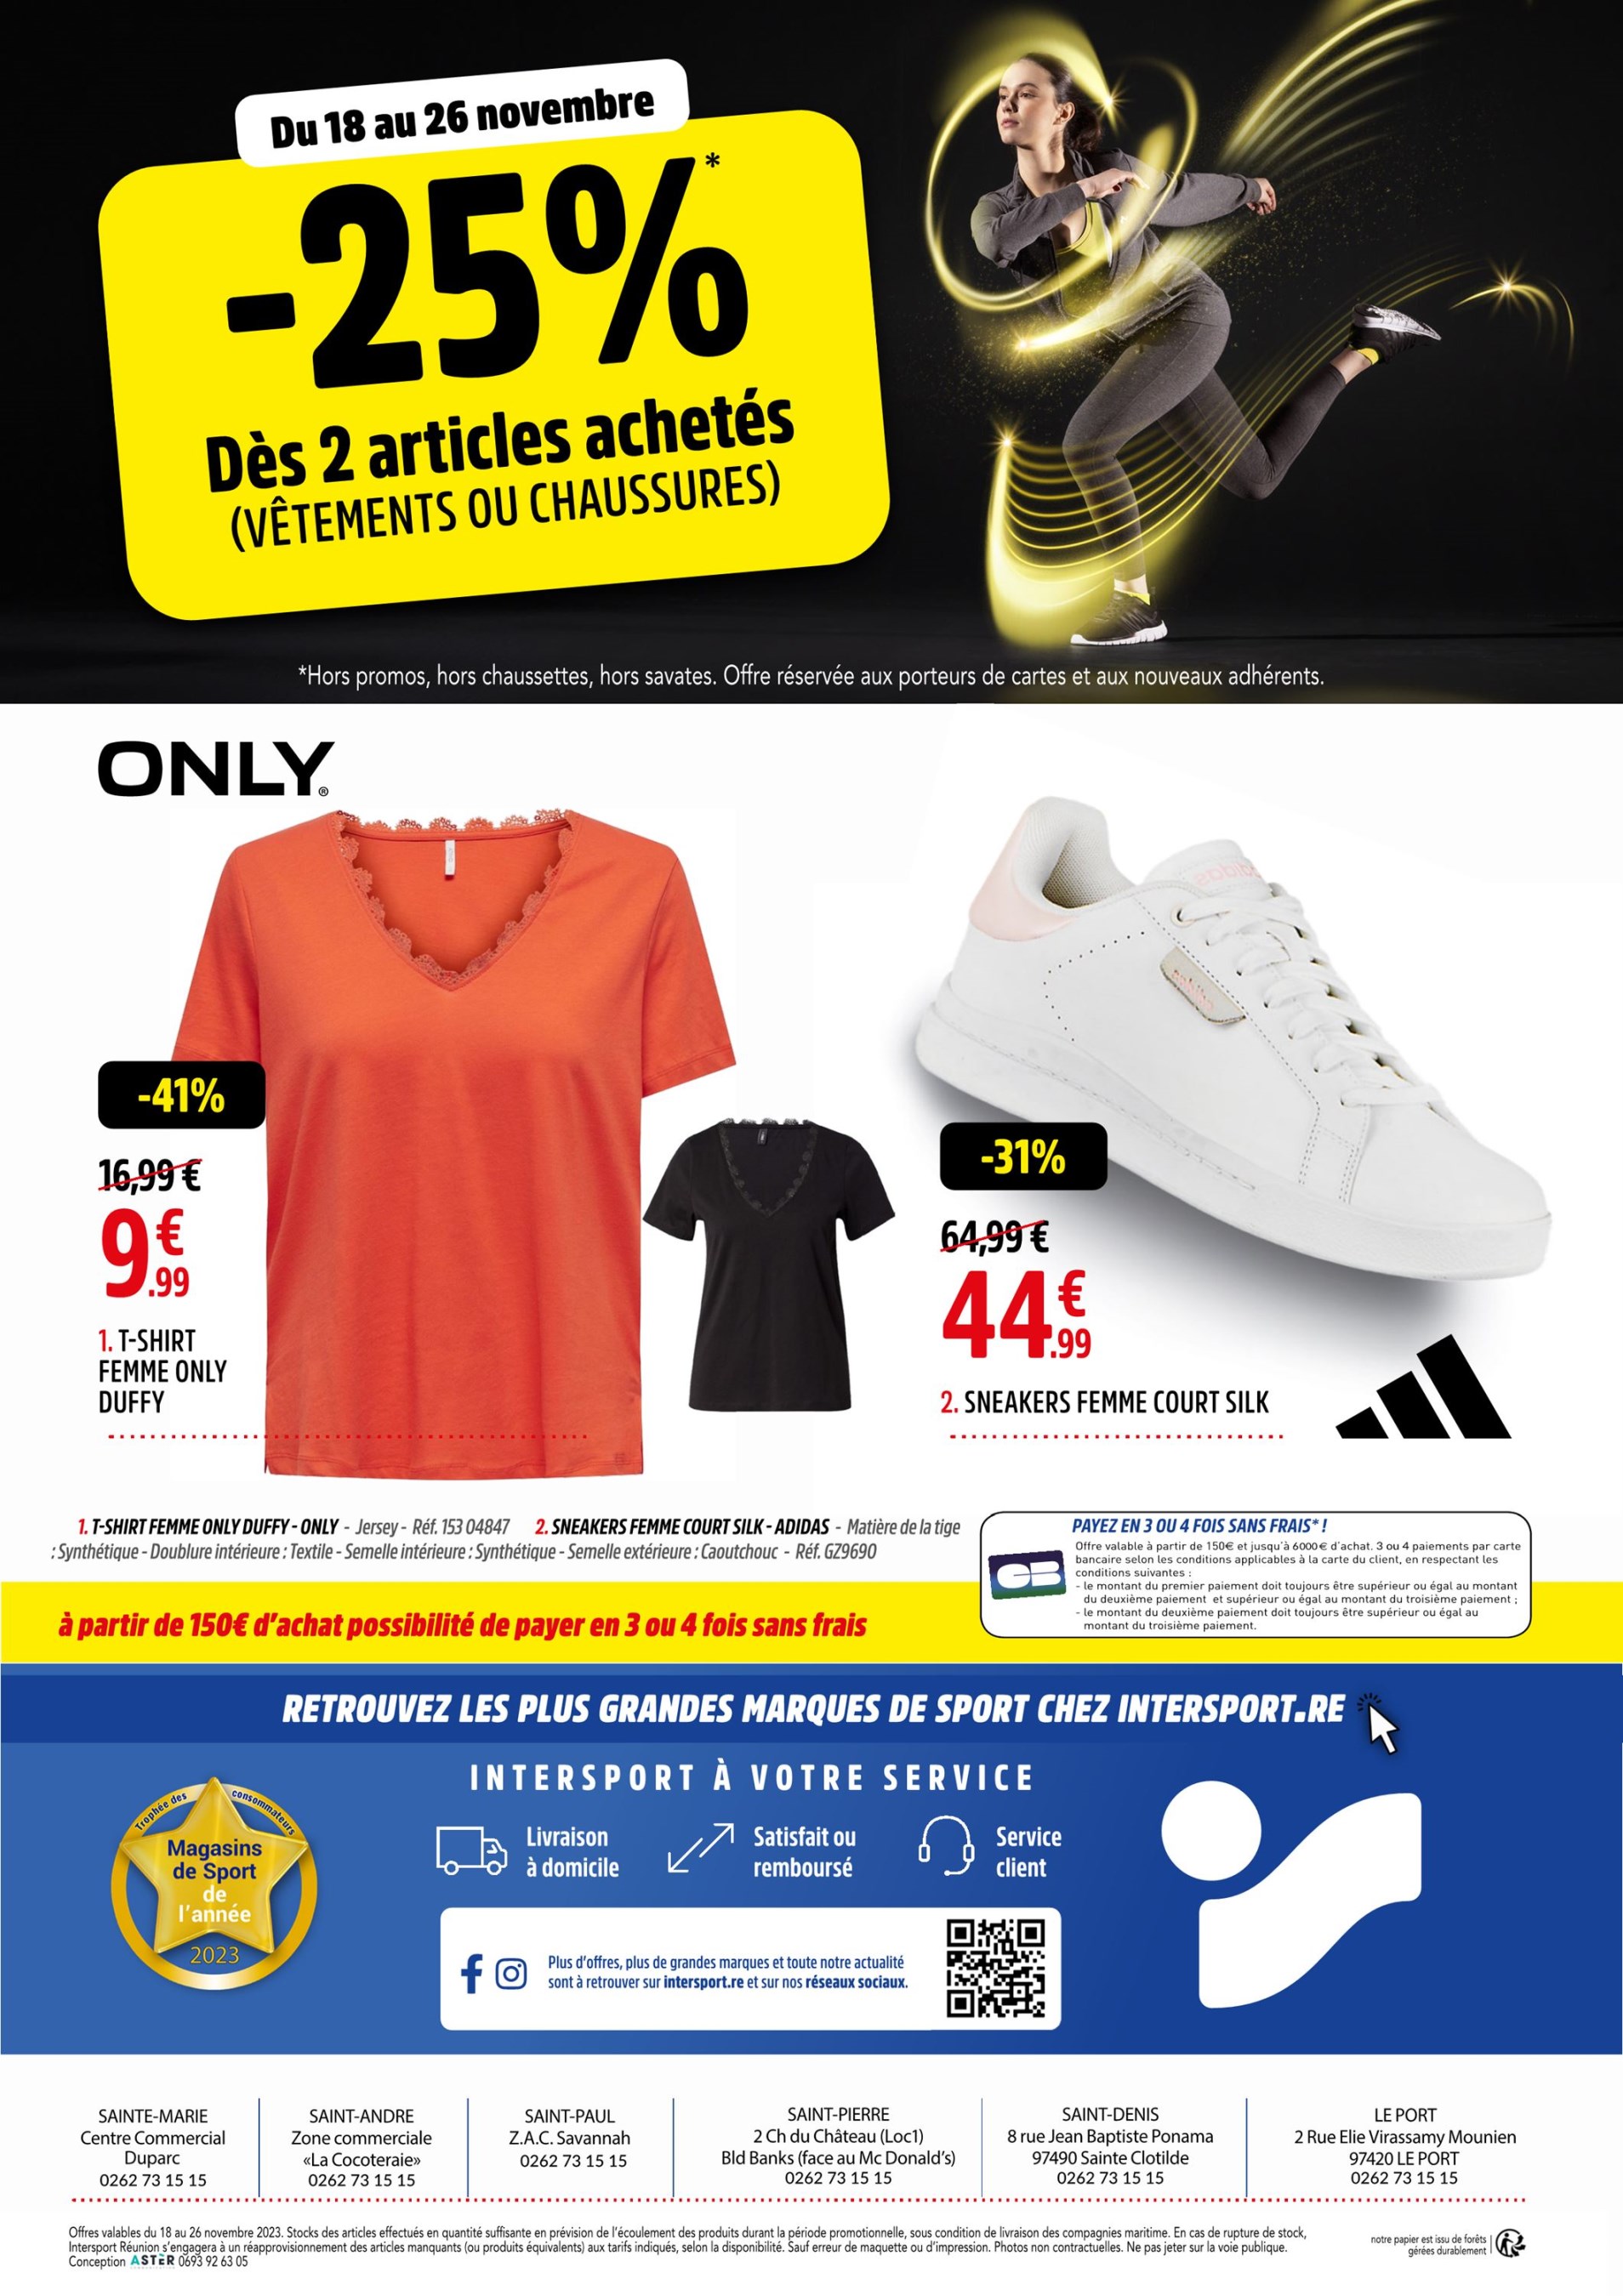 Du 18 au 26 novembre
-25%*
Dès 2 articles achetés
(VÊTEMENTS OU CHAUSSURES)
*Hors promos, hors chaussettes, hors savates. Offre réservée aux porteurs de cartes et aux nouveaux adhérents.
ONLY®
-41%
16,99 €
9€.99
1. T-SHIRT
FEMME ONLY
DUFFY
adidas
adidas
-31%
64,99 €
44€.99
2. SNEAKERS FEMME COURT SILK
1. T-SHIRT FEMME ONLY DUFFY - ONLY - Jersey - Réf. 153 04847 2. SNEAKERS FEMME COURT SILK - ADIDAS - Matière de la tige
: Synthétique - Doublure intérieure : Textile - Semelle intérieure : Synthétique - Semelle extérieure : Caoutchouc - Réf. GZ9690
PAYEZ EN 3 OU 4 FOIS SANS FRAIS* !
Offre valable à partir de 150€ et jusqu'à 6000 € d'achat. 3 ou 4 paiements par carte
bancaire selon les conditions applicables à la carte du client, en respectant les
conditions suivantes :
- le montant du premier paiement doit toujours être supérieur ou égal au montant
du deuxième paiement et supérieur ou égal au montant du troisième paiement ;
- le montant du deuxième paiement doit toujours être supérieur ou égal au
montant du troisième paiement.
CB
à partir de 150€ d'achat possibilité de payer en 3 ou 4 fois sans frais
RETROUVEZ LES PLUS GRANDES MARQUES DE SPORT CHEZ INTERSPORT.RE
INTERSPORT À VOTRE SERVICE
Trophée des consommateurs
Magasins
de Sport
de
l'année
2023
Livraison
à domicile
Satisfait ou
remboursé
Service
client
Plus d'offres, plus de grandes marques et toute notre actualité
sont à retrouver sur intersport.re et sur nos réseaux sociaux.
SAINTE-MARIE
Centre Commercial
Duparc
0262 73 15 15
SAINT-ANDRE
Zone commerciale
«La Cocoteraie»
0262 73 15 15
SAINT-PAUL
Z.A.C. Savannah
0262 73 15 15
SAINT-PIERRE
2 Ch du Château (Loc1)
Bld Banks (face au Mc Donald's)
0262 73 15 15
SAINT-DENIS
8 rue Jean Baptiste Ponama
97490 Sainte Clotilde
0262 73 15 15
LE PORT
2 Rue Elie Virassamy Mounien
97420 LE PORT
0262 73 15 15
Offres valables du 18 au 26 novembre 2023. Stocks des articles effectués en quantité suffisante en prévision de l'écoulement des produits durant la période promotionnelle, sous condition de livraison des compagnies maritime. En cas de rupture de stock,
Intersport Réunion s'engagera à un réapprovisionnement des articles manquants (ou produits équivalents) aux tarifs indiqués, selon la disponibilité. Sauf erreur de maquette ou d'impression. Photos non contractuelles. Ne pas jeter sur la voie publique.
Conception ASTER 0693 92 63 05
notre papier est issu de forêts
gérées durablement